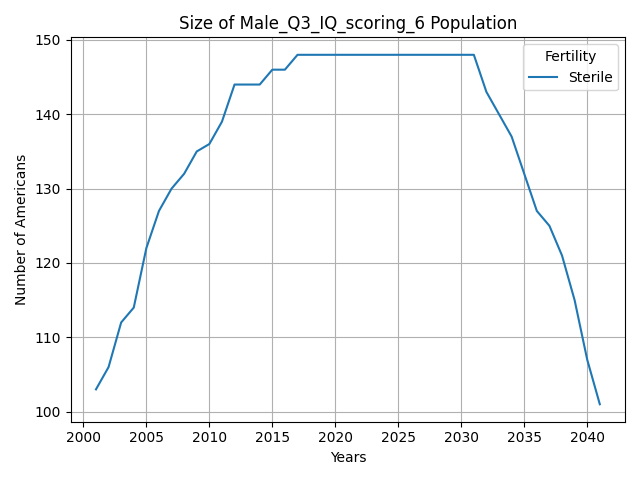 Size of Male_Q3_IQ_scoring_6 Population
Fertility
Sterile
Number of Americans
150
140
130
120
110
100
2000 2005 2010 2015 2020 2025 2030 2035 2040
Years